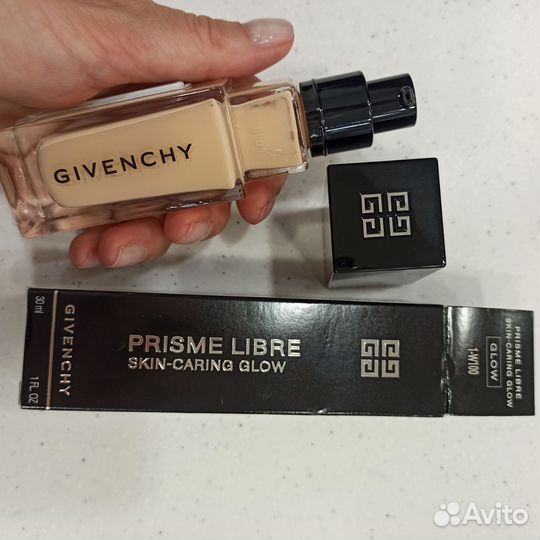 GIVENCHY
30 ml
GIVENCHY
1 FL.OZ
PRISME LIBRE
SKIN-CARING GLOW
PRISME LIBRE
SKIN-CARING GLOW
GLOW
1-W100
Avito